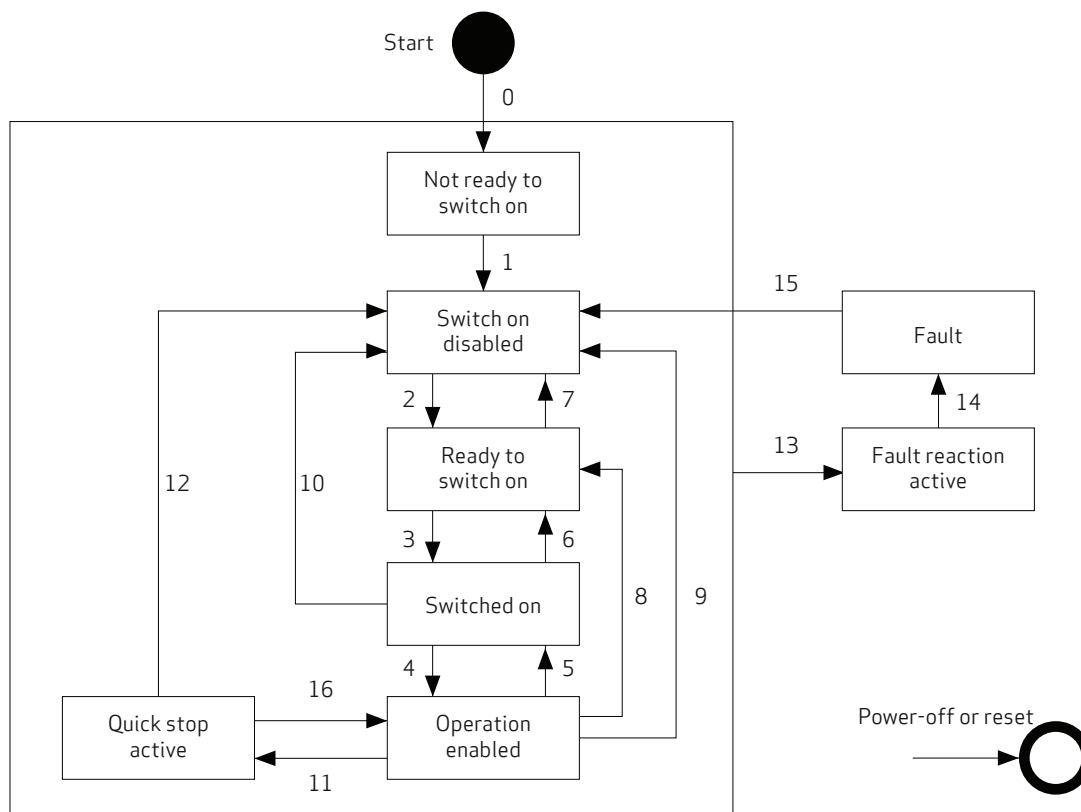 Start
0
Not ready to
switch on
1
15
Switch on
disabled
Fault
2
7
14
12
10
Ready to
switch on
13
Fault reaction
active
3
6
Switched on
8
9
4
5
16
Quick stop
active
Operation
enabled
11
Power-off or reset